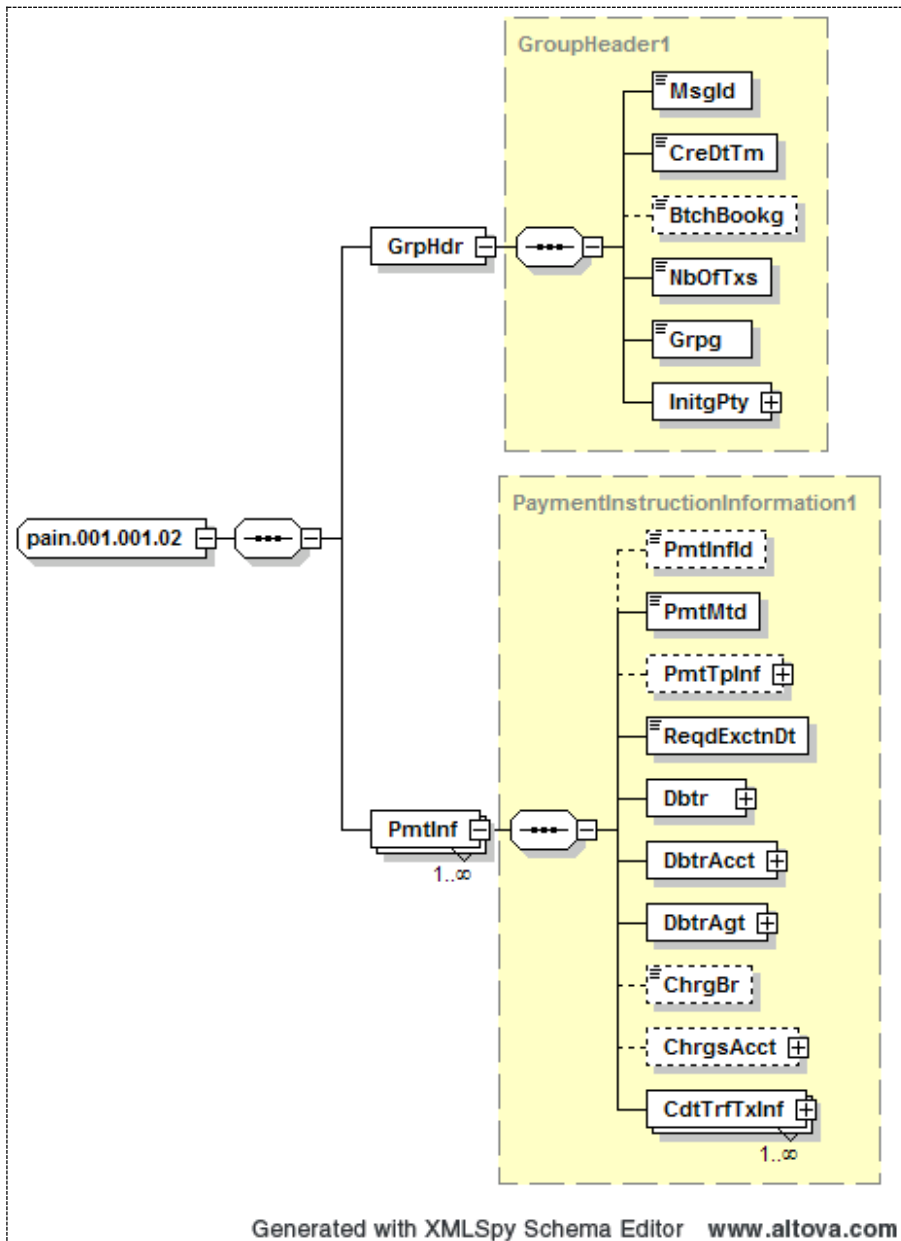 GroupHeader1
MsgId
CreDtTm
BtchBookg
GrpHdr
NbOfTxs
Grpg
InitgPty
pain.001.001.02
PaymentInstructionInformation1
PmtInfId
PmtMtd
PmtTpInf
ReqdExctnDt
Dbtr
PmtInf
1..∞
DbtrAcct
DbtrAgt
ChrgBr
ChrgsAcct
CdtTrfTxInf
1..∞
Generated with XMLSpy Schema Editor www.altova.com